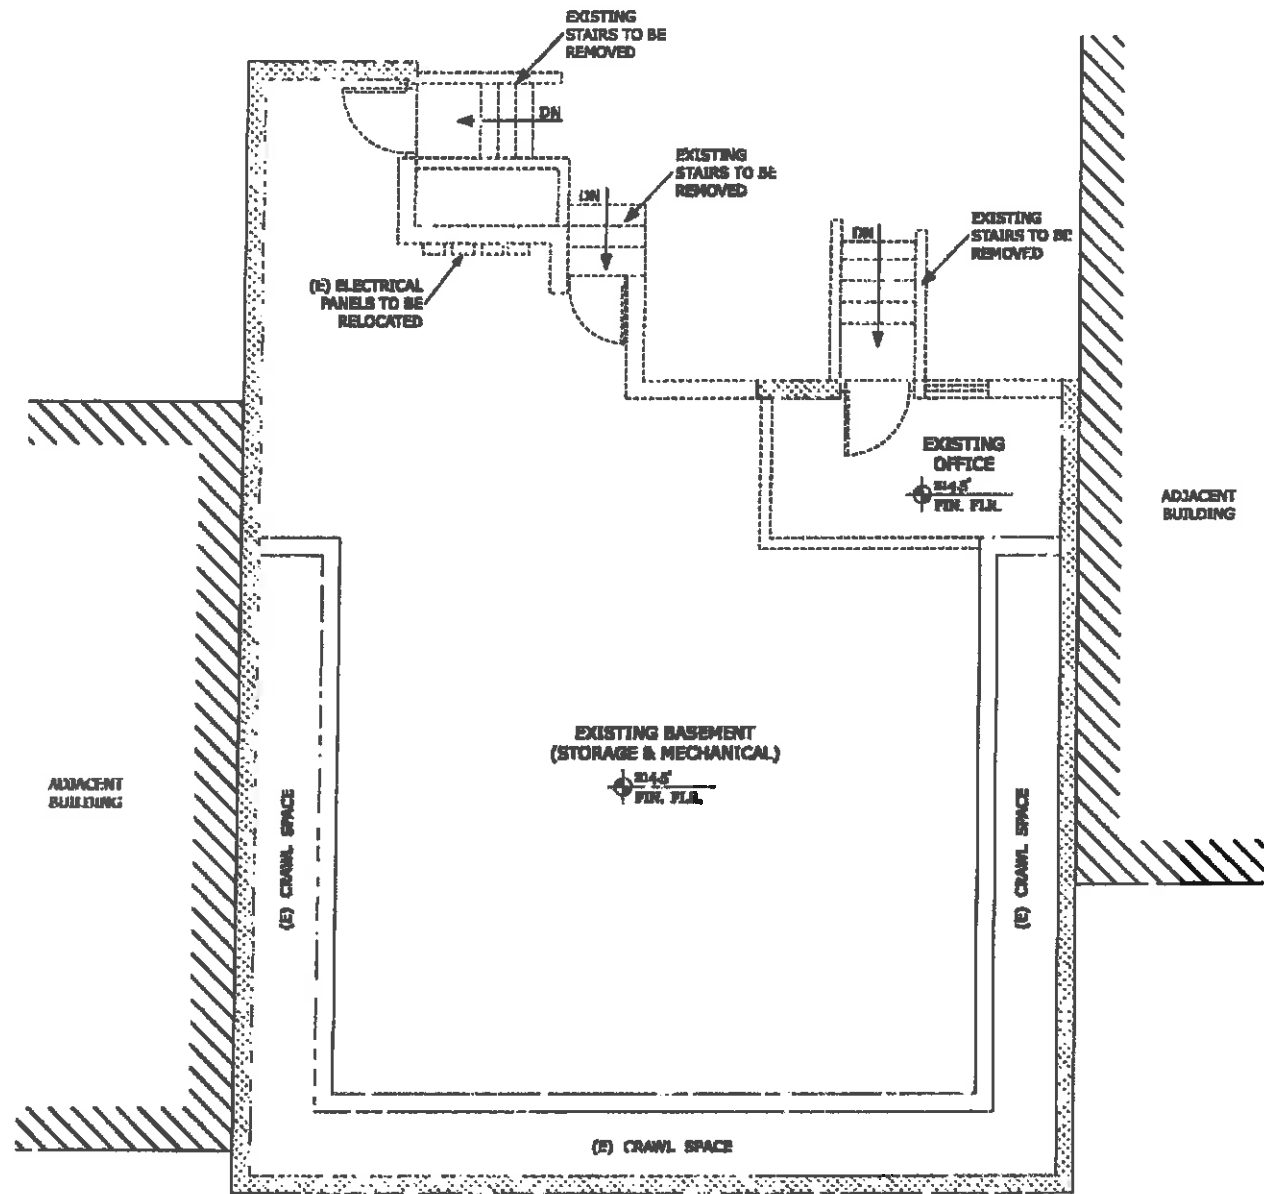 EXISTING
STAIRS TO BE
REMOVED
DN
EXISTING
STAIRS TO BE
REMOVED
DN
EXISTING
STAIRS TO BE
REMOVED
DN
(E) ELECTRICAL
PANELS TO BE
RELOCATED
EXISTING
OFFICE
FIN. FLR.
ADJACENT
BUILDING
EXISTING BASEMENT
(STORAGE & MECHANICAL)
FIN. FLR.
ADJACENT
BUILDING
(E) CRAWL SPACE
(E) CRAWL SPACE
(E) CRAWL SPACE